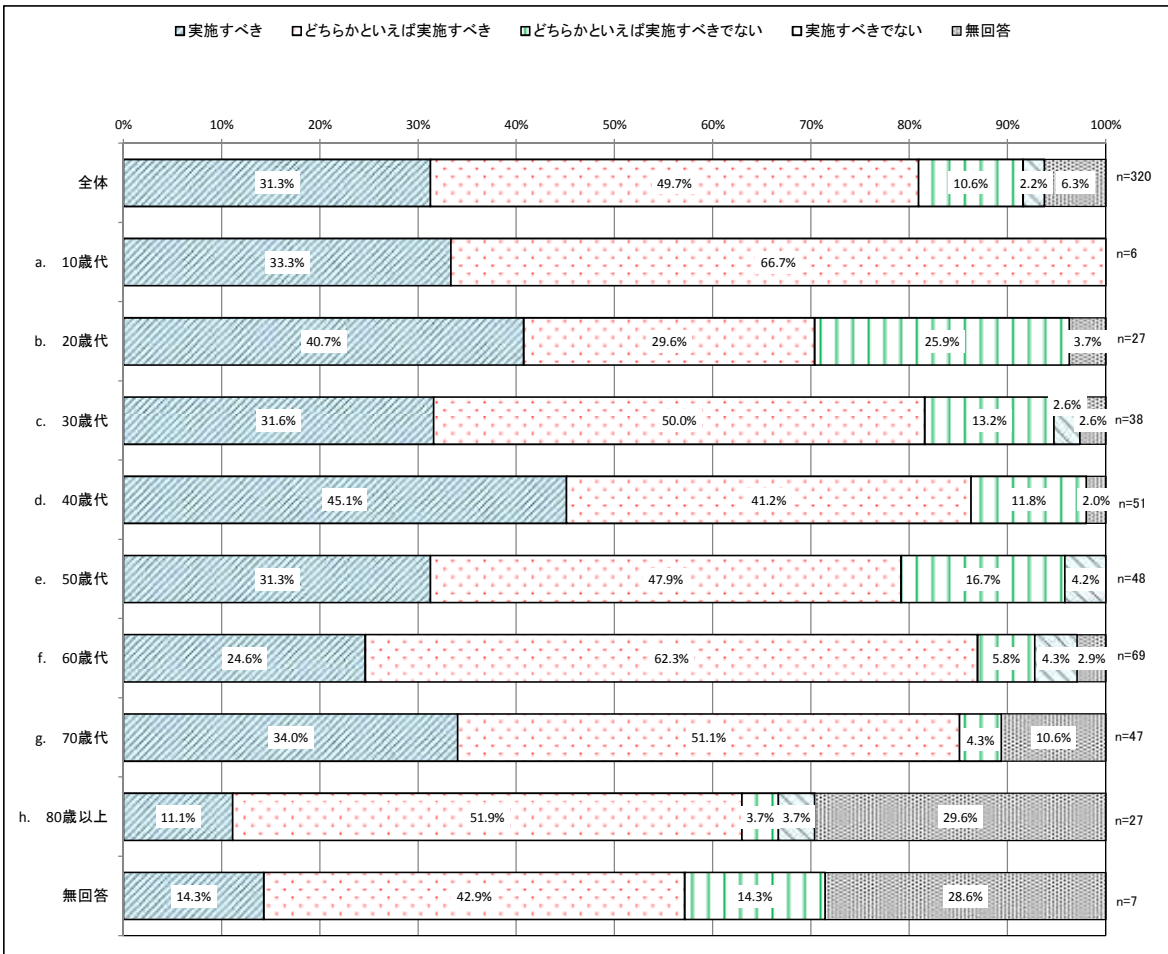 実施すべき どちらかといえば実施すべき どちらかといえば実施すべきでない 実施すべきでない 無回答
0% 10% 20% 30% 40% 50% 60% 70% 80% 90% 100%
全体 31.3% 49.7% 10.6% 2.2% 6.3% n=320
a. 10歳代 33.3% 66.7% n=6
b. 20歳代 40.7% 29.6% 25.9% 3.7% n=27
c. 30歳代 31.6% 50.0% 13.2% 2.6% 2.6% n=38
d. 40歳代 45.1% 41.2% 11.8% 2.0% n=51
e. 50歳代 31.3% 47.9% 16.7% 4.2% n=48
f. 60歳代 24.6% 62.3% 5.8% 4.3% 2.9% n=69
g. 70歳代 34.0% 51.1% 4.3% 10.6% n=47
h. 80歳以上 11.1% 51.9% 3.7% 3.7% 29.6% n=27
無回答 14.3% 42.9% 14.3% 28.6% n=7